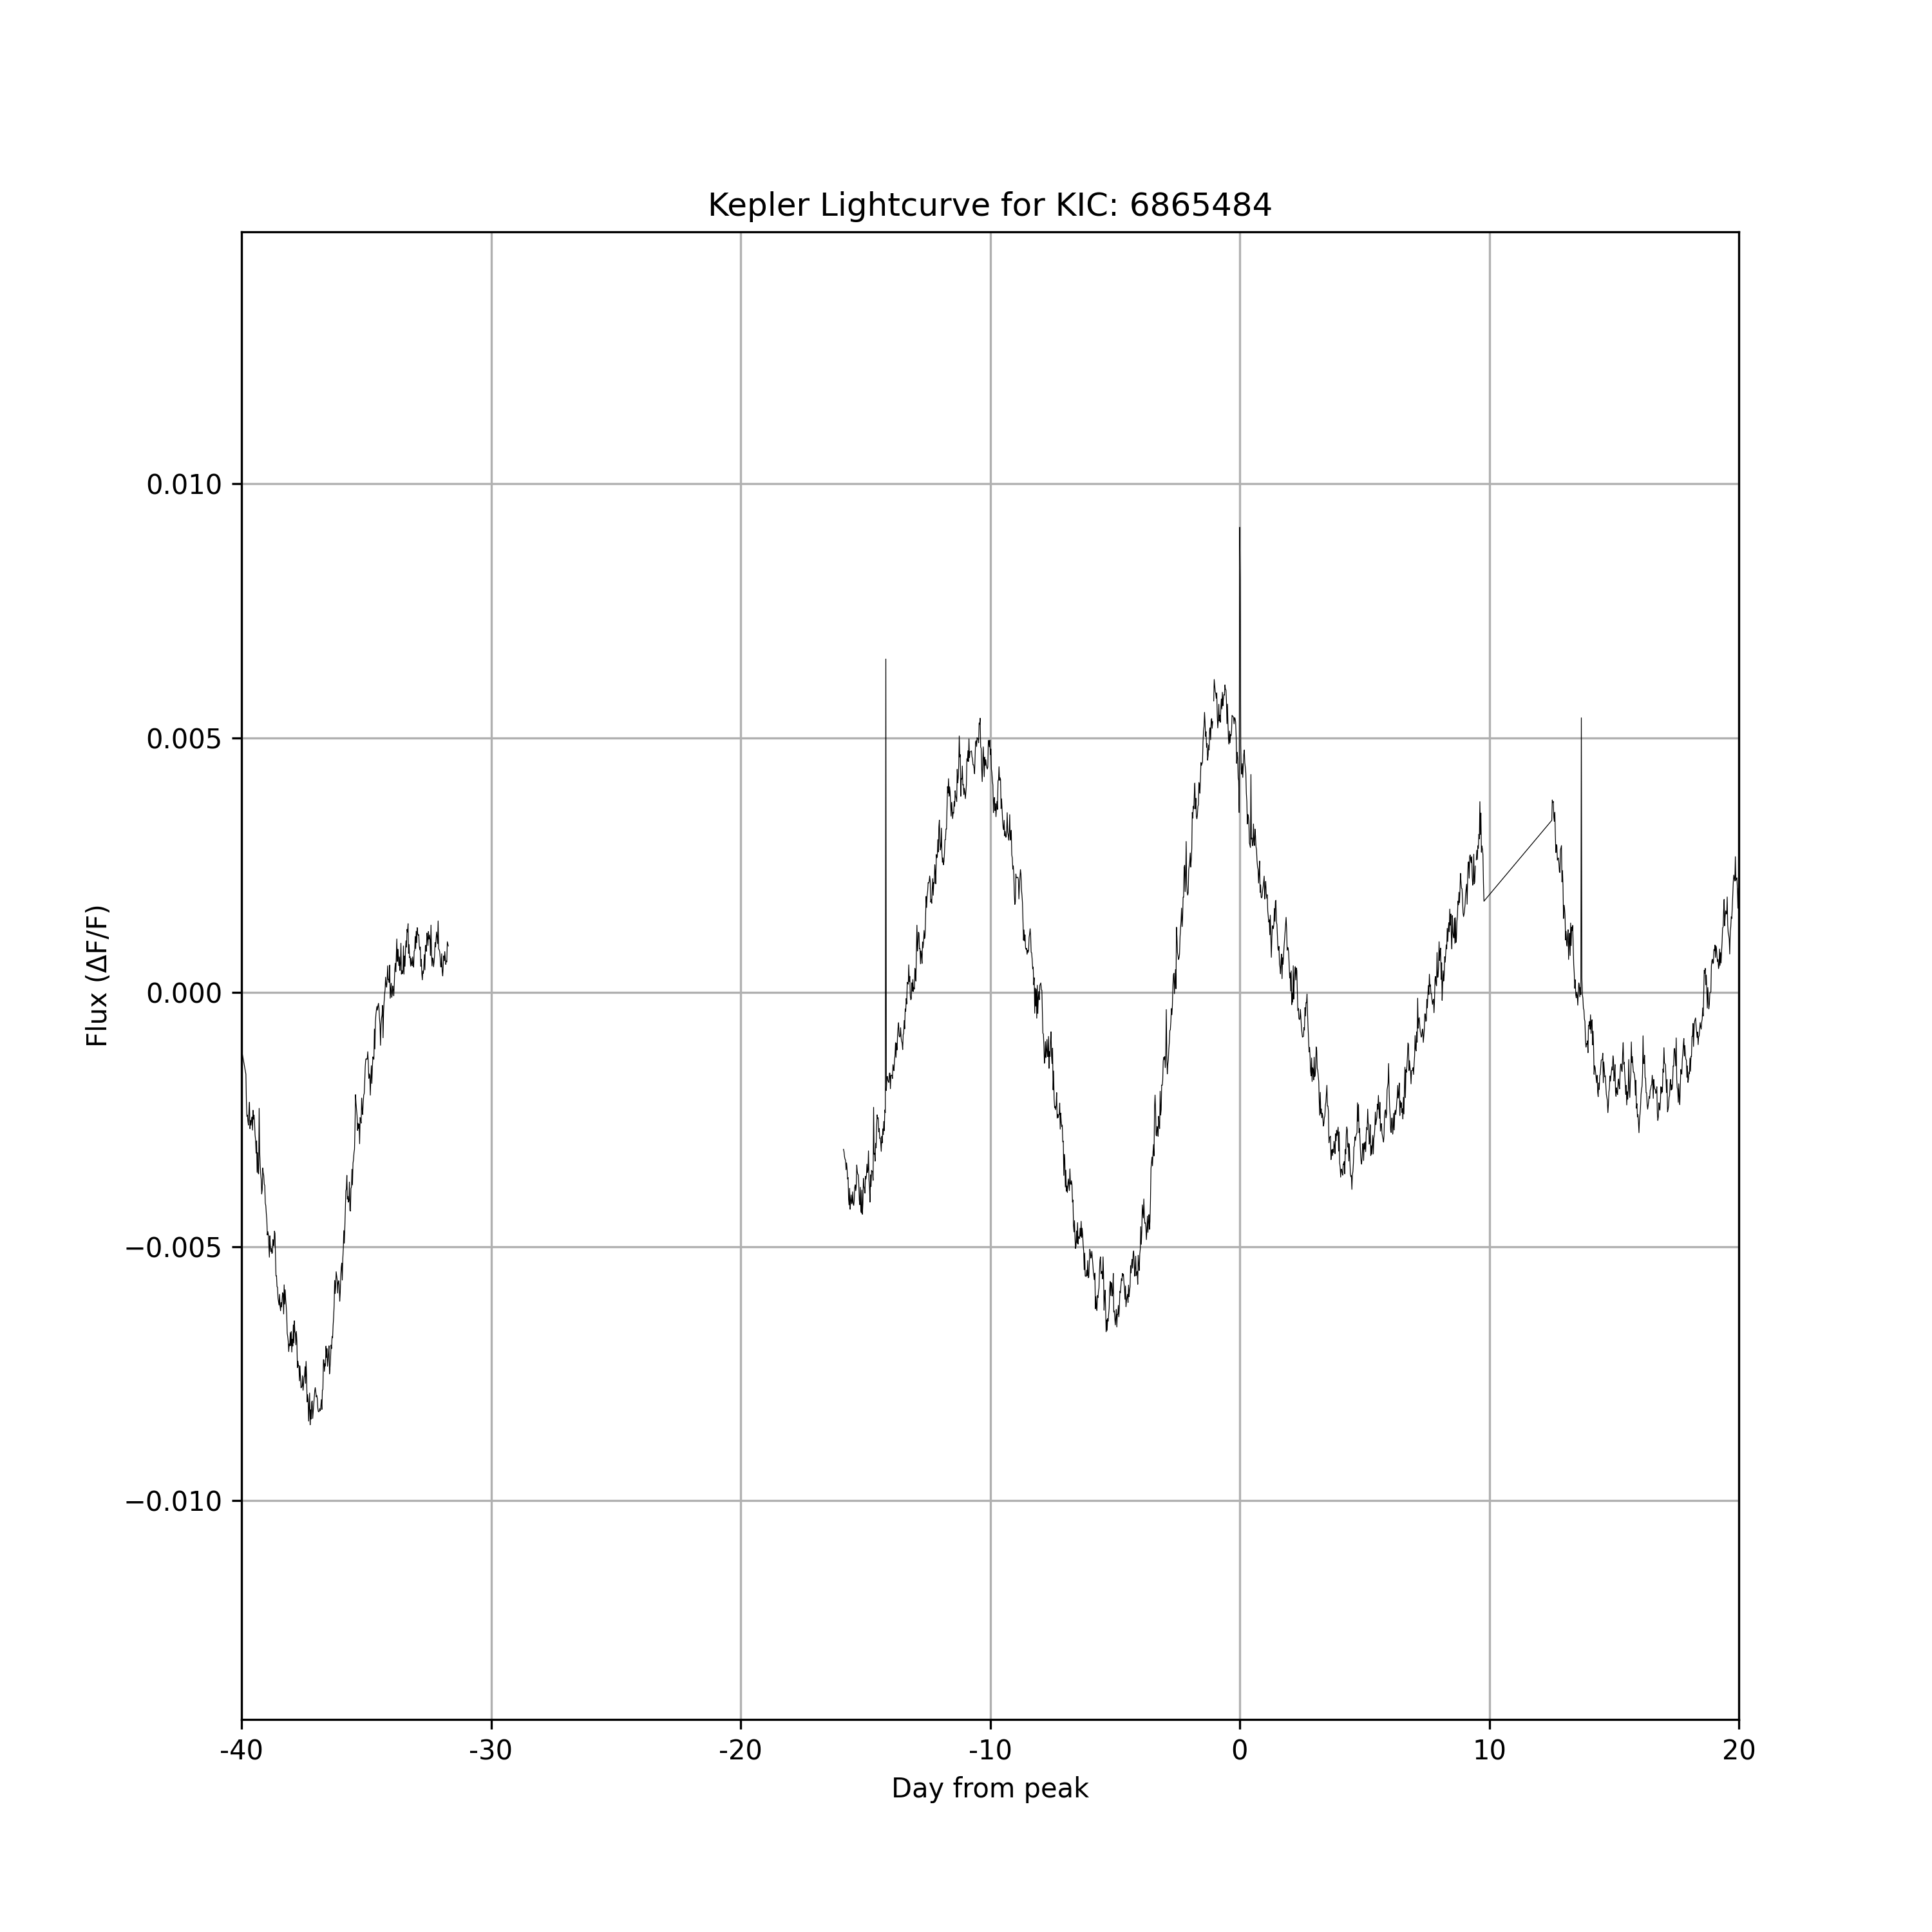 Kepler Lightcurve for KIC: 6865484
Flux (ΔF/F)
0.010
0.005
0.000
−0.005
−0.010
-40 -30 -20 -10 0 10 20
Day from peak